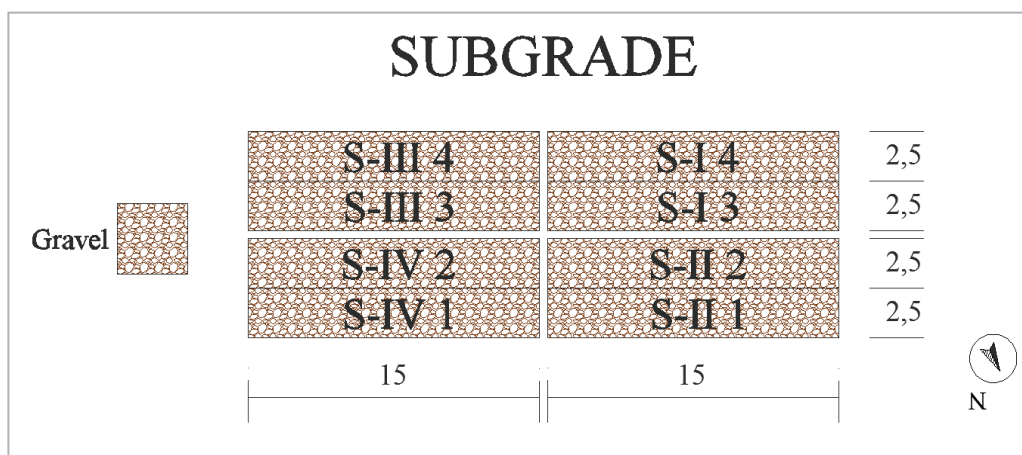 SUBGRADE
S-III 4 S-I 4 2,5
S-III 3 S-I 3 2,5
Gravel
S-IV 2 S-II 2 2,5
S-IV 1 S-II 1 2,5
15 15
N